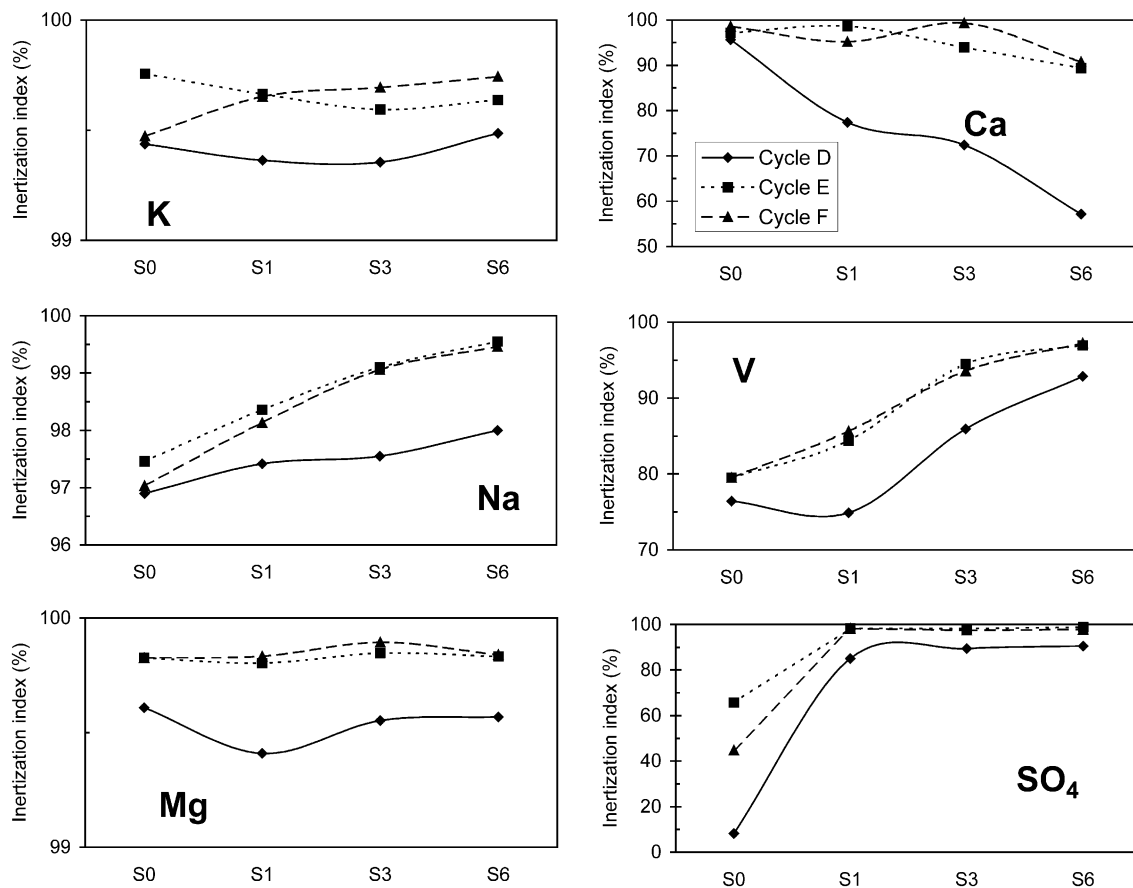 Inertization index (%)
100
99
K
S0 S1 S3 S6
Inertization index (%)
100
90
80
70
60
50
Ca
Cycle D
Cycle E
Cycle F
S0 S1 S3 S6
Inertization index (%)
100
99
98
97
96
Na
S0 S1 S3 S6
Inertization index (%)
100
90
80
70
V
S0 S1 S3 S6
Inertization index (%)
100
99
Mg
S0 S1 S3 S6
Inertization index (%)
100
80
60
40
20
0
SO4
S0 S1 S3 S6